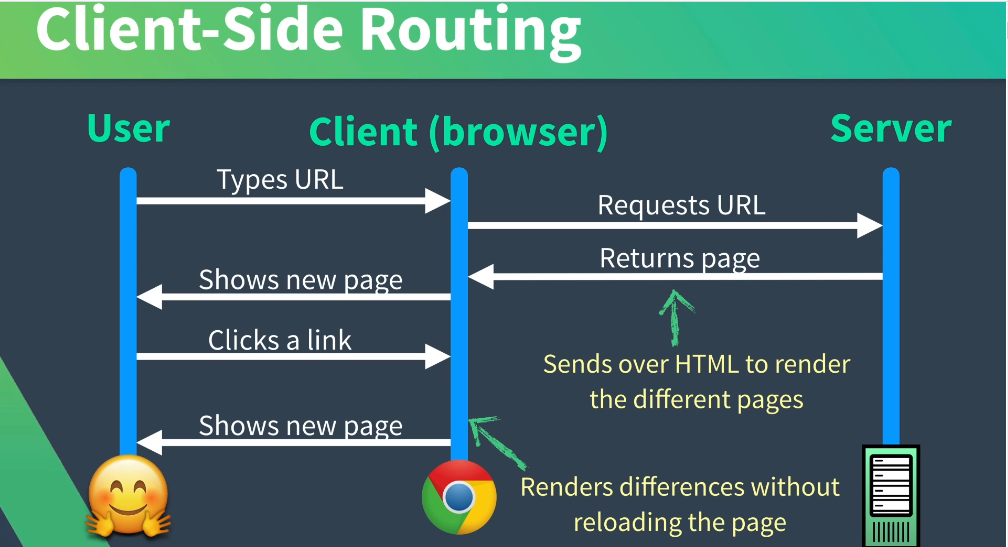 Client-Side Routing
User
Client (browser)
Server
Types URL
Requests URL
Returns page
Shows new page
Clicks a link
Sends over HTML to render
the different pages
Shows new page
Renders differences without
reloading the page